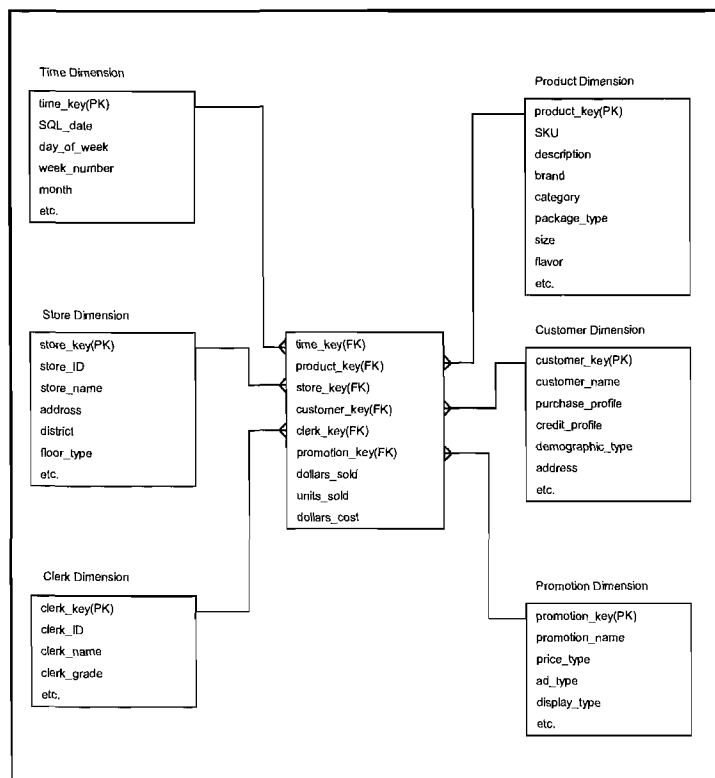 Time Dimension
time_key(PK)
SQL_date
day_of_week
week_number
month
etc.
Store Dimension
store_key(PK)
store_ID
store_name
address
district
floor_type
etc.
Clerk Dimension
clerk_key(PK)
clerk_ID
clerk_name
clerk_grade
etc.
time_key(FK)
product_key(FK)
store_key(FK)
customer_key(FK)
clerk_key(FK)
promotion_key(FK)
dollars_sold
units_sold
dollars_cost
Product Dimension
product_key(PK)
SKU
description
brand
category
package_type
size
flavor
etc.
Customer Dimension
customer_key(PK)
customer_name
purchase_profile
credit_profile
demographic_type
address
etc.
Promotion Dimension
promotion_key(PK)
promotion_name
price_type
ad_type
display_type
etc.